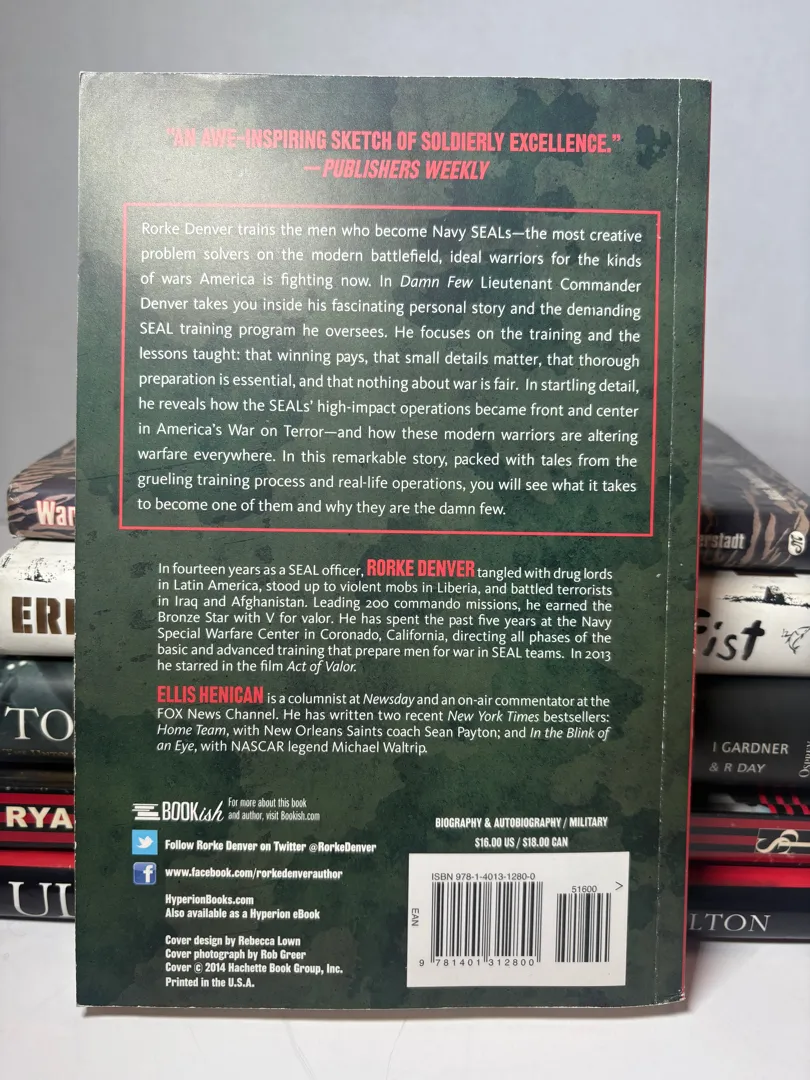 "AN AWE-INSPIRING SKETCH OF SOLDIERLY EXCELLENCE."
—PUBLISHERS WEEKLY
Rorke Denver trains the men who become Navy SEALs—the most creative
problem solvers on the modern battlefield, ideal warriors for the kinds
of wars America is fighting now. In Damn Few Lieutenant Commander
Denver takes you inside his fascinating personal story and the demanding
SEAL training program he oversees. He focuses on the training and the
lessons taught: that winning pays, that small details matter, that thorough
preparation is essential, and that nothing about war is fair. In startling detail,
he reveals how the SEALs' high-impact operations became front and center
in America's War on Terror—and how these modern warriors are altering
warfare everywhere. In this remarkable story, packed with tales from the
grueling training process and real-life operations, you will see what it takes
to become one of them and why they are the damn few.
In fourteen years as a SEAL officer, RORKE DENVER tangled with drug lords
in Latin America, stood up to violent mobs in Liberia, and battled terrorists
in Iraq and Afghanistan. Leading 200 commando missions, he earned the
Bronze Star with V for valor. He has spent the past five years at the Navy
Special Warfare Center in Coronado, California, directing all phases of the
basic and advanced training that prepare men for war in SEAL teams. In 2013
he starred in the film Act of Valor.
ELLIS HENICAN is a columnist at Newsday and an on-air commentator at the
FOX News Channel. He has written two recent New York Times bestsellers:
Home Team, with New Orleans Saints coach Sean Payton; and In the Blink of
an Eye, with NASCAR legend Michael Waltrip.
BOOKish
For more about this book
and author, visit Bookish.com
Follow Rorke Denver on Twitter @RorkeDenver
www.facebook.com/rorkedenverauthor
HyperionBooks.com
Also available as a Hyperion eBook
Cover design by Rebecca Lown
Cover photograph by Rob Greer
Cover © 2014 Hachette Book Group, Inc.
Printed in the U.S.A.
BIOGRAPHY & AUTOBIOGRAPHY / MILITARY
$16.00 US / $18.00 CAN
ISBN 978-1-4013-1280-0
51600
EAN
9 781401 312800
War
ERI
TO
RYA
UL
erstadt
Fist
I GARDNER
& R DAY
LTON